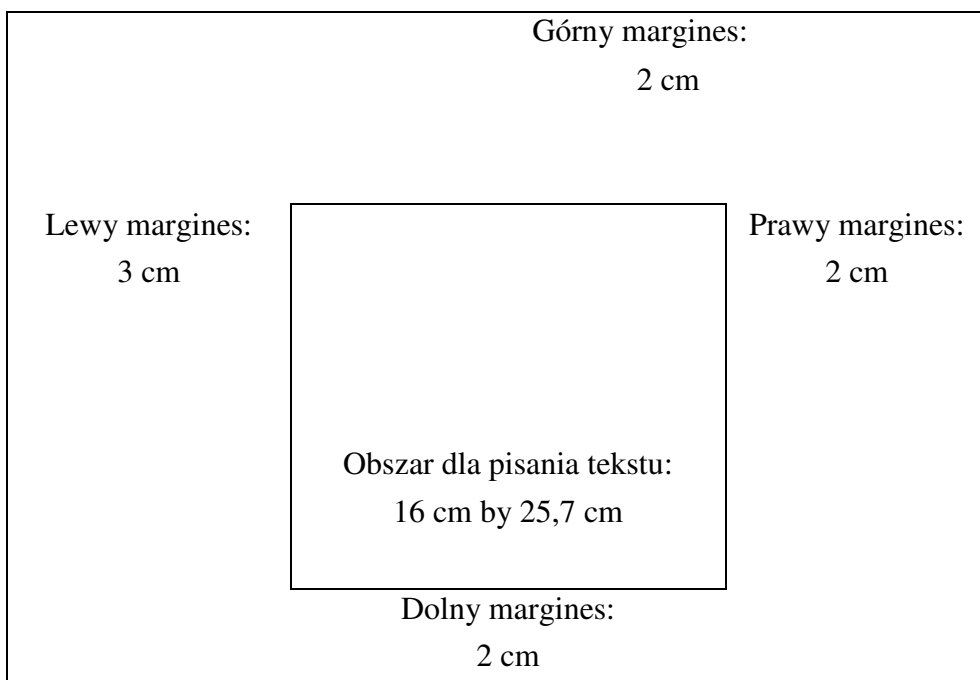 Górny margines:
2 cm
Lewy margines:
3 cm
Prawy margines:
2 cm
Obszar dla pisania tekstu:
16 cm by 25,7 cm
Dolny margines:
2 cm